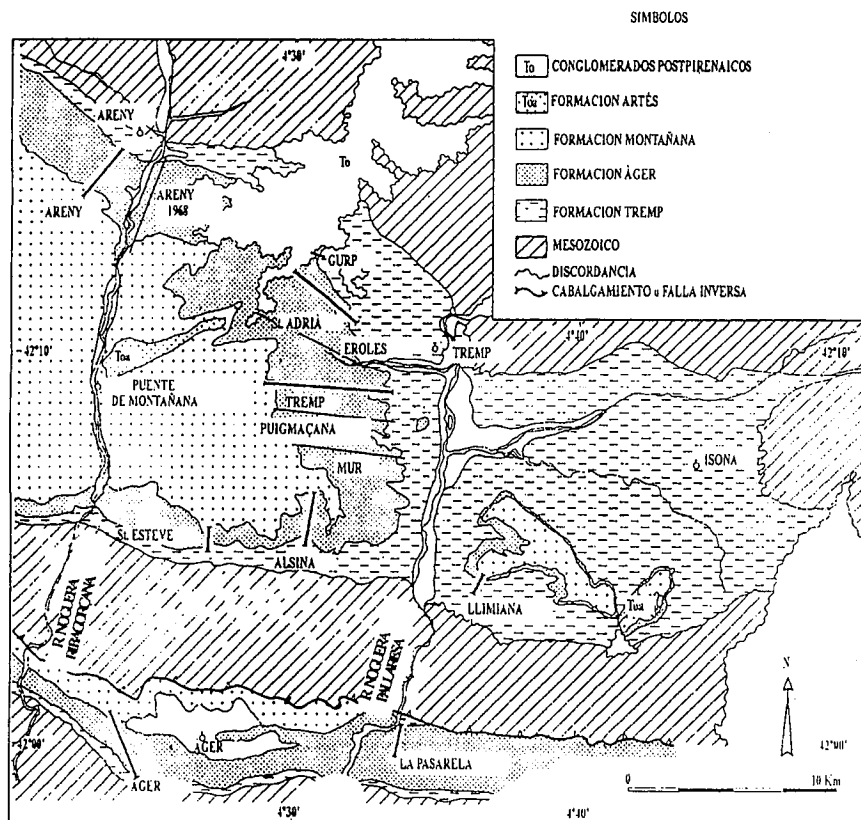 SIMBOLOS
To CONGLOMERADOS POSTPIRENAICOS
Toa FORMACION ARTÉS
FORMACION MONTAÑANA
FORMACION ÀGER
FORMACION TREMP
MESOZOICO
DISCORDANCIA
CABALGAMIENTO u FALLA INVERSA
4°30'
ARENY
To
ARENY
ARENY
1968
GURP
St. ADRIÀ
EROLES
TREMP
4°40'
42°10'
42°10'
Toa
PUENTE
DE MONTAÑANA
TREMP
PUIGMAÇANA
MUR
ISONA
St. ESTEVE
ALSINA
LLIMIANA
Toa
R. NOGUERA
RIBAGORÇANA
R. NOGUERA
PALLARESA
N
42°00'
ÀGER
42°00'
ÀGER
LA PASARELA
0 10 Km
4°30'
4°40'